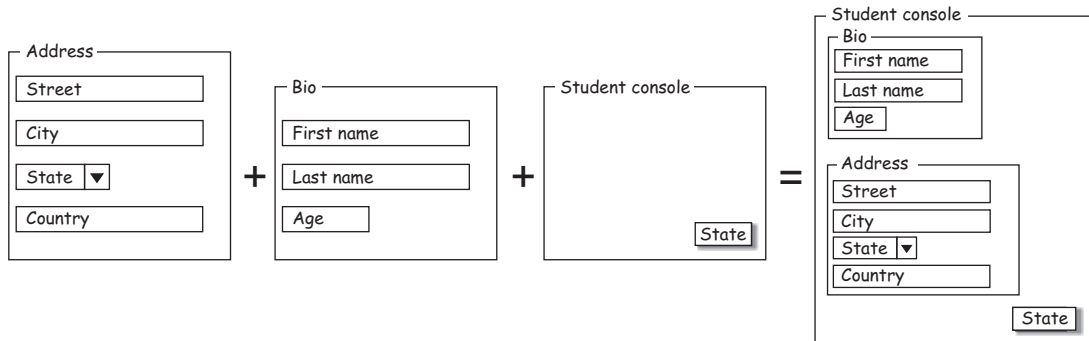 Address
Street
City
State
Country
+
Bio
First name
Last name
Age
+
Student console
State
=
Student console
Bio
First name
Last name
Age
Address
Street
City
State
Country
State